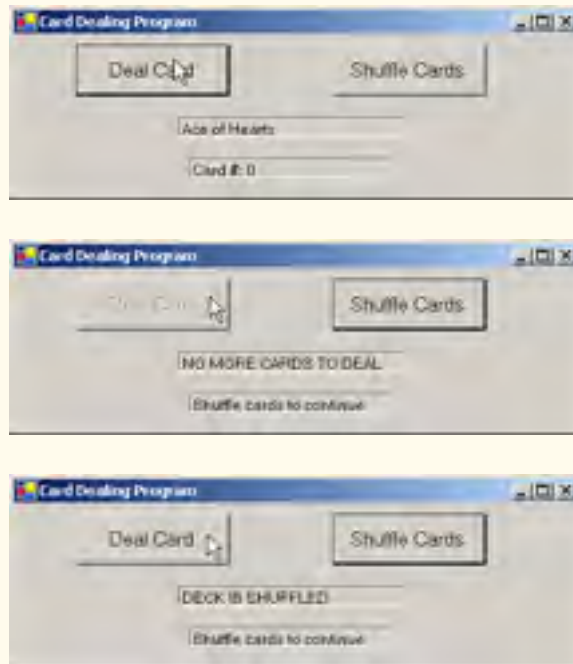 Card Dealing Program
Deal Card Shuffle Cards
Ace of Hearts
Card #: 0
Card Dealing Program
Deal Card Shuffle Cards
NO MORE CARDS TO DEAL
Shuffle cards to continue
Card Dealing Program
Deal Card Shuffle Cards
DECK IS SHUFFLED
Shuffle cards to continue